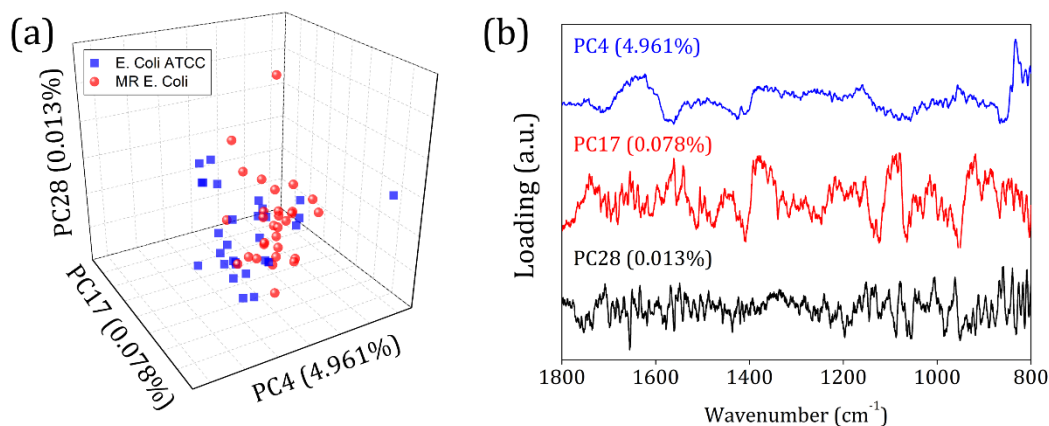 (a)
E. Coli ATCC
MR E. Coli
PC28 (0.013%)
PC17 (0.078%)
PC4 (4.961%)
(b)
PC4 (4.961%)
PC17 (0.078%)
PC28 (0.013%)
Loading (a.u.)
1800 1600 1400 1200 1000 800
Wavenumber (cm⁻¹)